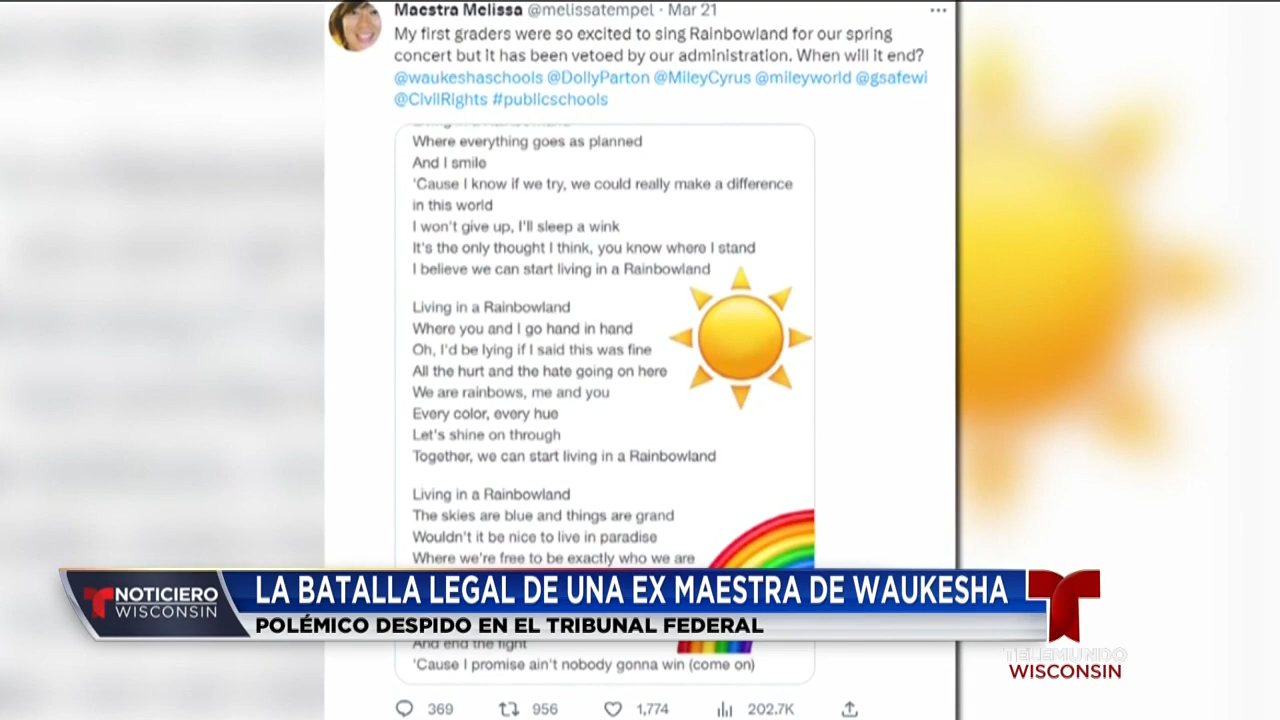 Maestra Melissa @melissatempel · Mar 21
My first graders were so excited to sing Rainbowland for our spring
concert but it has been vetoed by our administration. When will it end?
@waukeshaschools @DollyParton @MileyCyrus @mileyworld @gsafewi
@CivilRights #publicschools
Where everything goes as planned
And I smile
'Cause I know if we try, we could really make a difference
in this world
I won't give up, I'll sleep a wink
It's the only thought I think, you know where I stand
I believe we can start living in a Rainbowland
Living in a Rainbowland
Where you and I go hand in hand
Oh, I'd be lying if I said this was fine
All the hurt and the hate going on here
We are rainbows, me and you
Every color, every hue
Let's shine on through
Together, we can start living in a Rainbowland
Living in a Rainbowland
The skies are blue and things are grand
Wouldn't it be nice to live in paradise
Where we're free to be exactly who we are
NOTICIERO
WISCONSIN
LA BATALLA LEGAL DE UNA EX MAESTRA DE WAUKESHA
POLÉMICO DESPIDO EN EL TRIBUNAL FEDERAL
And end the fight
'Cause I promise ain't nobody gonna win (come on)
TELEMUNDO
WISCONSIN
369 956 1,774 202.7K